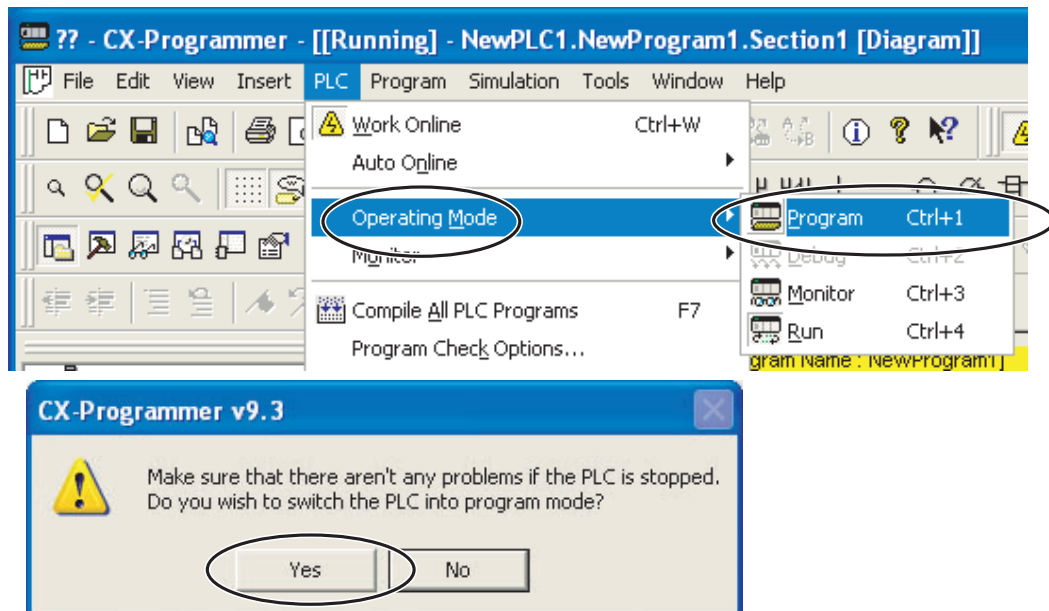 ?? - CX-Programmer - [[Running] - NewPLC1.NewProgram1.Section1 [Diagram]]
File Edit View Insert PLC Program Simulation Tools Window Help
Work Online Ctrl+W
Auto Online
Operating Mode
Program Ctrl+1
Debug Ctrl+2
Monitor
Monitor Ctrl+3
Compile All PLC Programs F7
Run Ctrl+4
Program Check Options...
gram Name : NewProgram1]
CX-Programmer v9.3
Make sure that there aren't any problems if the PLC is stopped.
Do you wish to switch the PLC into program mode?
Yes No